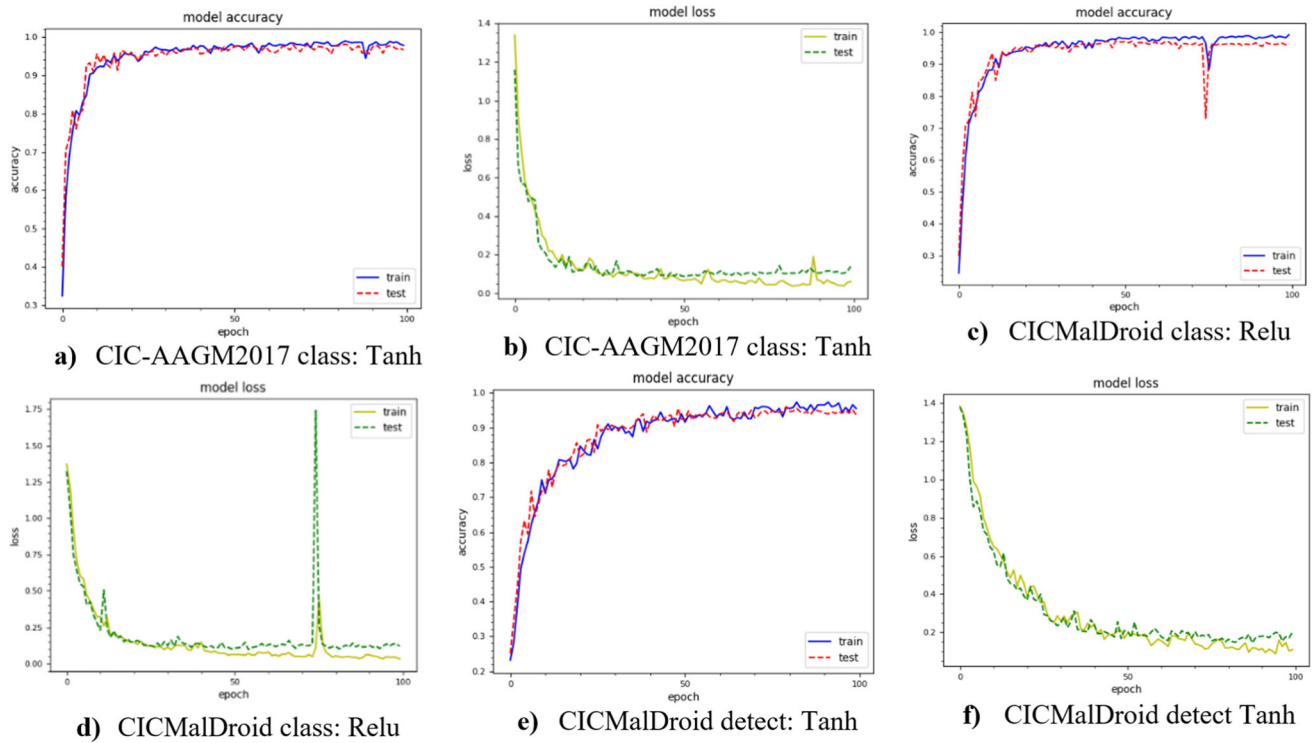 model accuracy
1.0
0.9
0.8
0.7
0.6
0.5
0.4
0.3
accuracy
0
50
100
epoch
train
test
a) CIC-AAGM2017 class: Tanh
model loss
1.4
1.2
1.0
0.8
0.6
0.4
0.2
0.0
loss
0
50
100
epoch
train
test
b) CIC-AAGM2017 class: Tanh
model accuracy
1.0
0.9
0.8
0.7
0.6
0.5
0.4
0.3
accuracy
0
50
100
epoch
train
test
c) CICMalDroid class: Relu
model loss
1.75
1.50
1.25
1.00
0.75
0.50
0.25
0.00
loss
0
50
100
epoch
train
test
d) CICMalDroid class: Relu
model accuracy
1.0
0.9
0.8
0.7
0.6
0.5
0.4
0.3
0.2
accuracy
0
50
100
epoch
train
test
e) CICMalDroid detect: Tanh
model loss
1.4
1.2
1.0
0.8
0.6
0.4
0.2
loss
0
50
100
epoch
train
test
f) CICMalDroid detect Tanh